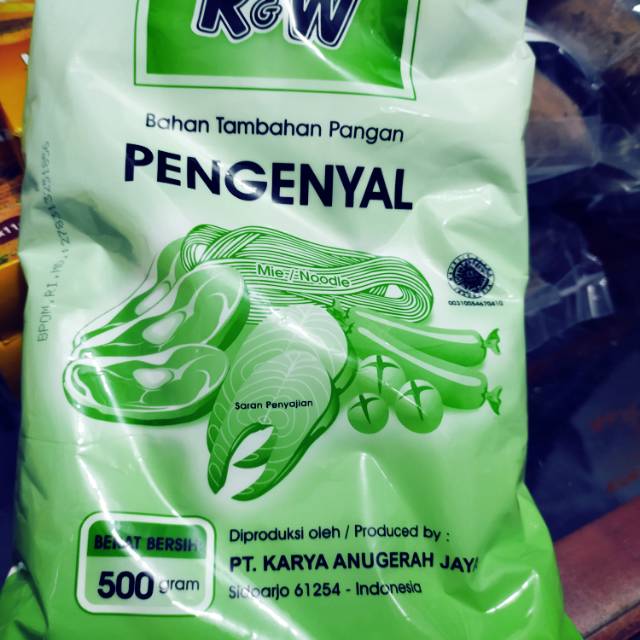 R&W
Bahan Tambahan Pangan
PENGENYAL
Mie-/-Noodle
Saran Penyajian
BERAT BERSIH
500 gram
Diproduksi oleh / Produced by :
PT. KARYA ANUGERAH JAYA
Sidoarjo 61254 - Indonesia